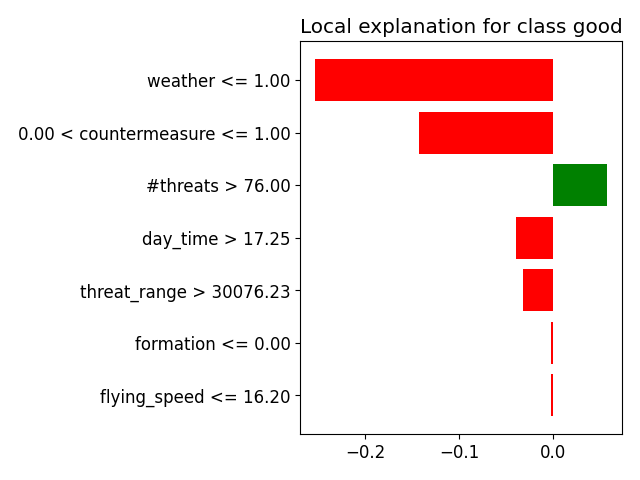 Local explanation for class good
weather <= 1.00
0.00 < countermeasure <= 1.00
#threats > 76.00
day_time > 17.25
threat_range > 30076.23
formation <= 0.00
flying_speed <= 16.20
−0.2 −0.1 0.0